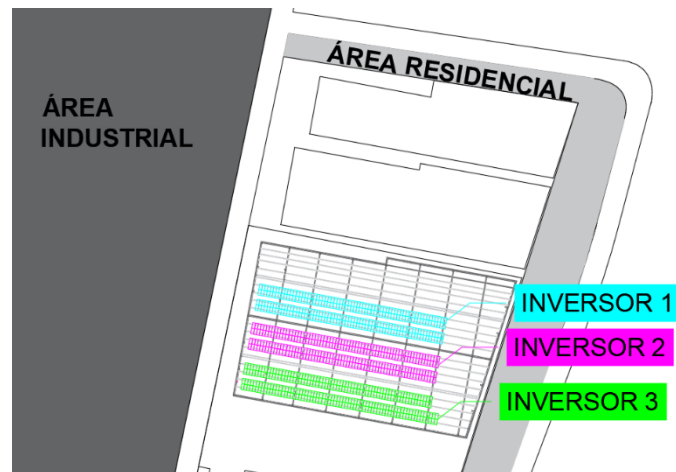 ÁREA RESIDENCIAL
ÁREA
INDUSTRIAL
INVERSOR 1
INVERSOR 2
INVERSOR 3